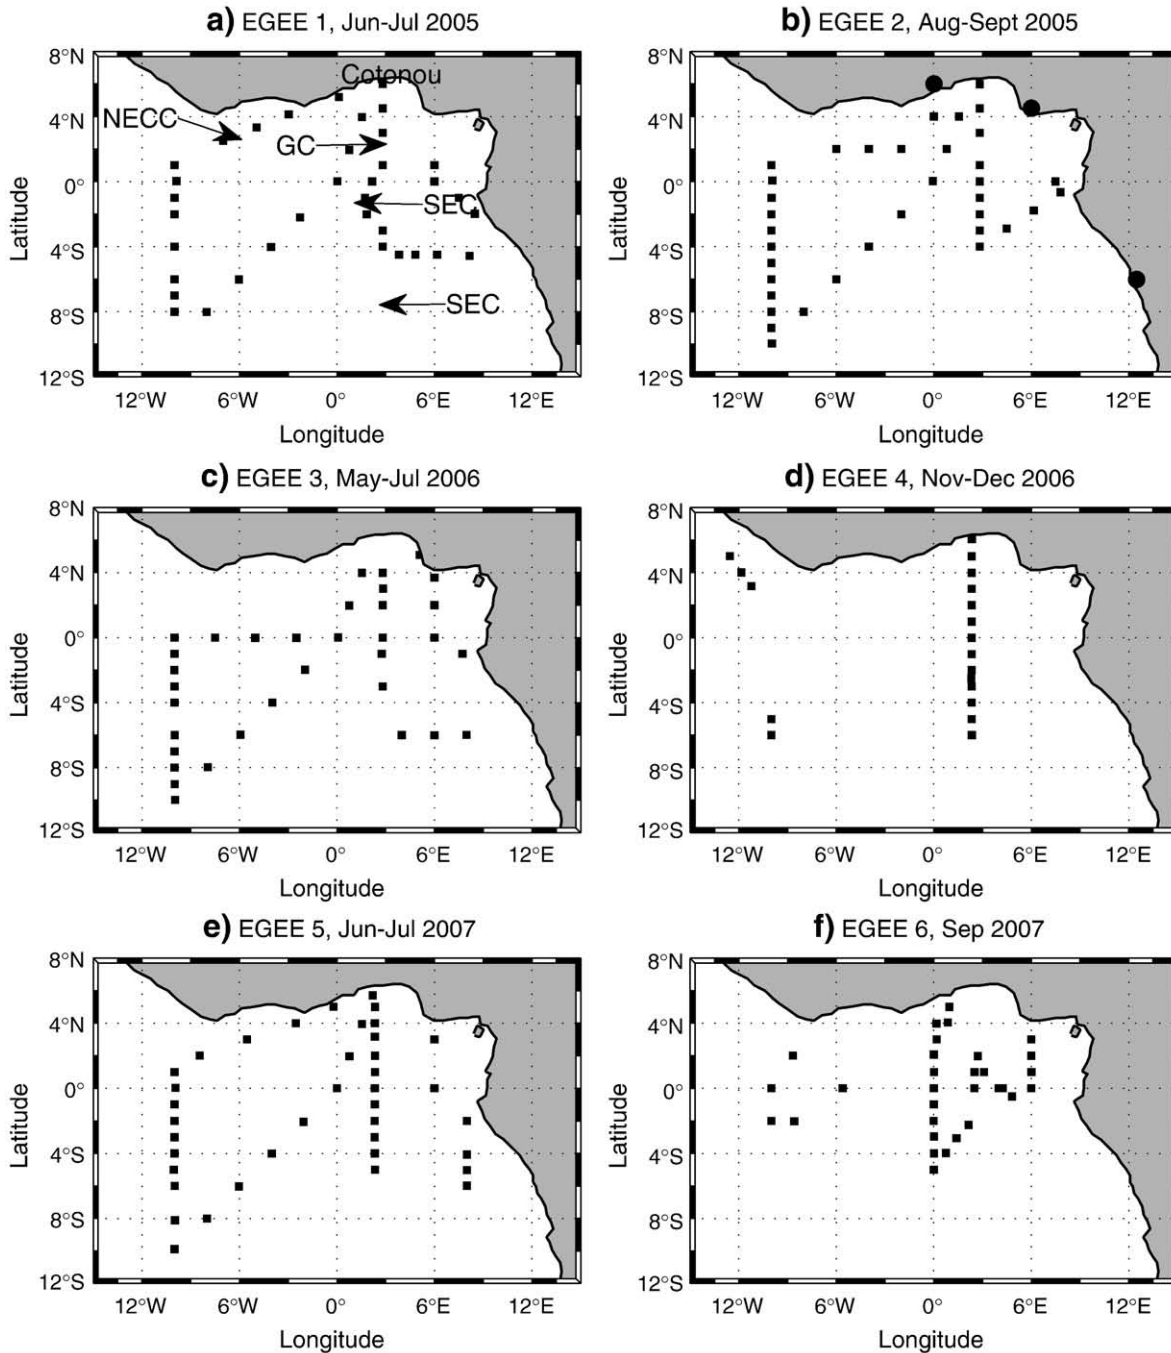 a) EGEE 1, Jun-Jul 2005
8°N
4°N
0°
4°S
8°S
12°S
Latitude
Cotonou
NECC
GC
SEC
SEC
12°W 6°W 0° 6°E 12°E
Longitude
b) EGEE 2, Aug-Sept 2005
8°N
4°N
0°
4°S
8°S
12°S
Latitude
12°W 6°W 0° 6°E 12°E
Longitude
c) EGEE 3, May-Jul 2006
8°N
4°N
0°
4°S
8°S
12°S
Latitude
12°W 6°W 0° 6°E 12°E
Longitude
d) EGEE 4, Nov-Dec 2006
8°N
4°N
0°
4°S
8°S
12°S
Latitude
12°W 6°W 0° 6°E 12°E
Longitude
e) EGEE 5, Jun-Jul 2007
8°N
4°N
0°
4°S
8°S
12°S
Latitude
12°W 6°W 0° 6°E 12°E
Longitude
f) EGEE 6, Sep 2007
8°N
4°N
0°
4°S
8°S
12°S
Latitude
12°W 6°W 0° 6°E 12°E
Longitude